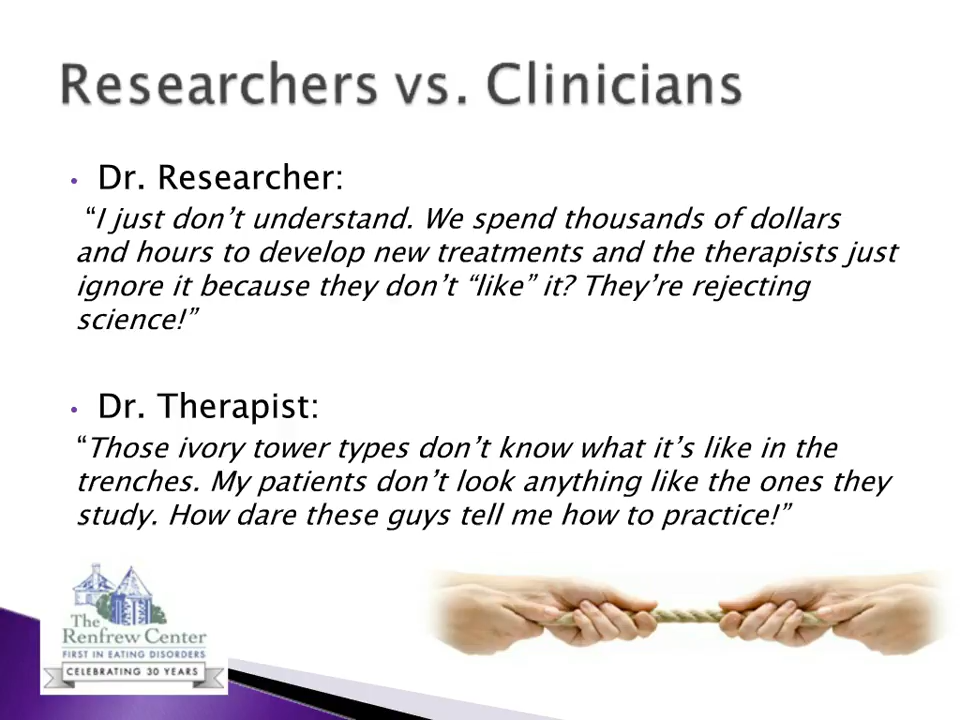 Researchers vs. Clinicians
• Dr. Researcher:
“I just don’t understand. We spend thousands of dollars
and hours to develop new treatments and the therapists just
ignore it because they don’t “like” it? They’re rejecting
science!”
• Dr. Therapist:
“Those ivory tower types don’t know what it’s like in the
trenches. My patients don’t look anything like the ones they
study. How dare these guys tell me how to practice!”
The
Renfrew Center
FIRST IN EATING DISORDERS
CELEBRATING 30 YEARS